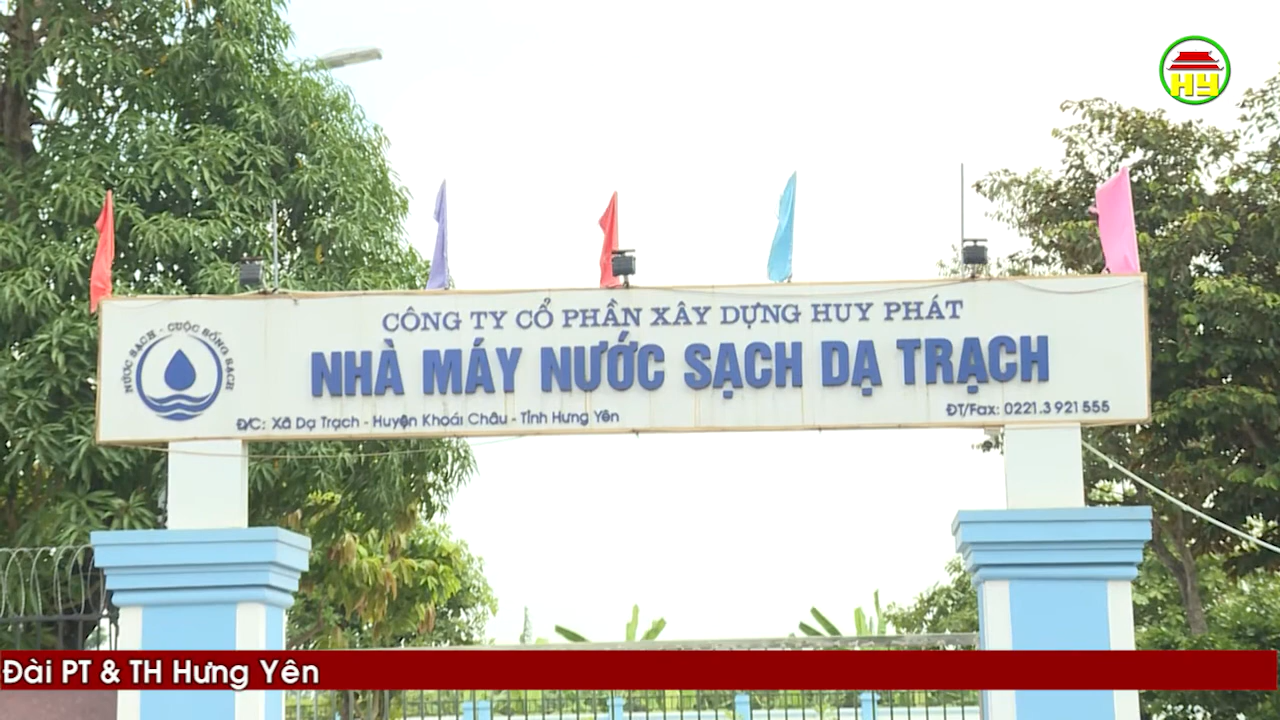 HY
CÔNG TY CỔ PHẦN XÂY DỰNG HUY PHÁT
NƯỚC SẠCH - CUỘC SỐNG SẠCH
NHÀ MÁY NƯỚC SẠCH DẠ TRẠCH
Đ/C: Xã Dạ Trạch - Huyện Khoái Châu - Tỉnh Hưng Yên
ĐT/Fax: 0221.3 921 555
Đài PT & TH Hưng Yên